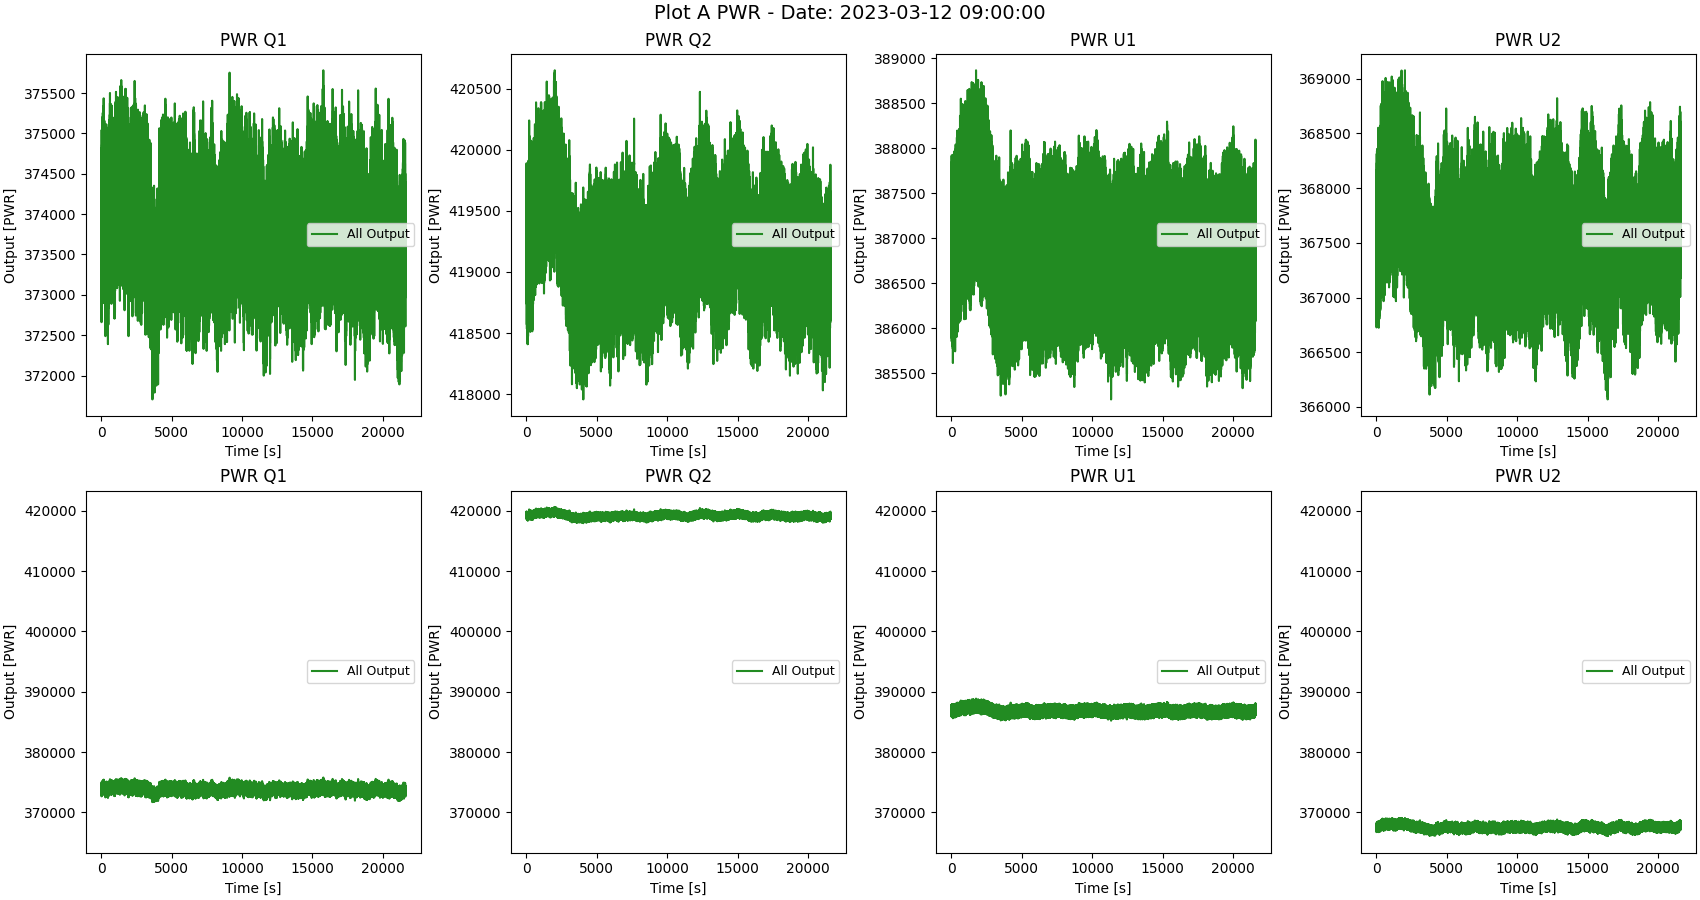 Plot A PWR - Date: 2023-03-12 09:00:00
PWR Q1
Output [PWR]
375500
375000
374500
374000
373500
373000
372500
372000
All Output
0 5000 10000 15000 20000
Time [s]
PWR Q2
Output [PWR]
420500
420000
419500
419000
418500
418000
All Output
0 5000 10000 15000 20000
Time [s]
PWR U1
Output [PWR]
389000
388500
388000
387500
387000
386500
386000
385500
All Output
0 5000 10000 15000 20000
Time [s]
PWR U2
Output [PWR]
369000
368500
368000
367500
367000
366500
366000
All Output
0 5000 10000 15000 20000
Time [s]
PWR Q1
Output [PWR]
420000
410000
400000
390000
380000
370000
All Output
0 5000 10000 15000 20000
Time [s]
PWR Q2
Output [PWR]
420000
410000
400000
390000
380000
370000
All Output
0 5000 10000 15000 20000
Time [s]
PWR U1
Output [PWR]
420000
410000
400000
390000
380000
370000
All Output
0 5000 10000 15000 20000
Time [s]
PWR U2
Output [PWR]
420000
410000
400000
390000
380000
370000
All Output
0 5000 10000 15000 20000
Time [s]